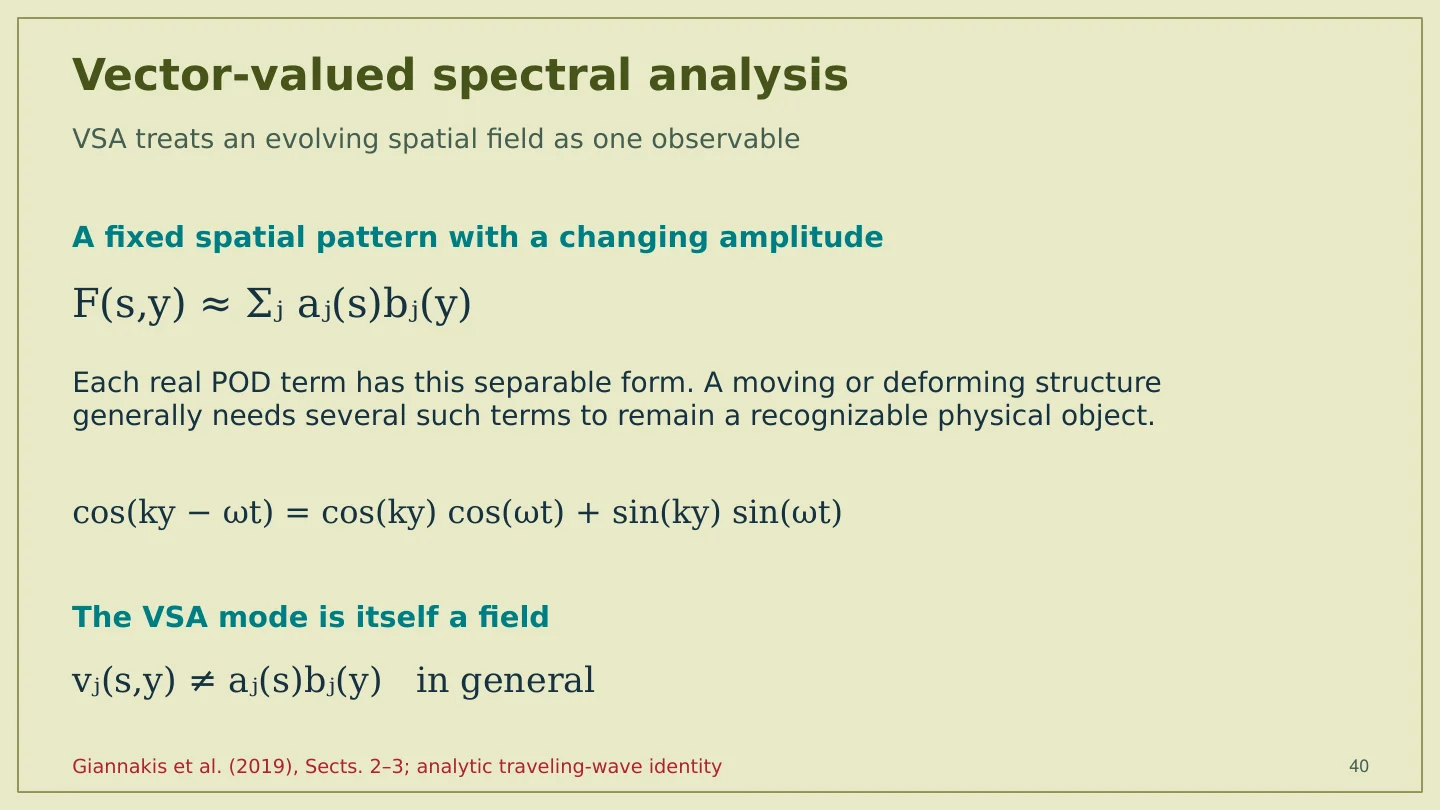 Vector-valued spectral analysis
VSA treats an evolving spatial field as one observable
A fixed spatial pattern with a changing amplitude
F(s,y) ≈ Σⱼ aⱼ(s)bⱼ(y)
Each real POD term has this separable form. A moving or deforming structure
generally needs several such terms to remain a recognizable physical object.
cos(ky − ωt) = cos(ky) cos(ωt) + sin(ky) sin(ωt)
The VSA mode is itself a field
vⱼ(s,y) ≠ aⱼ(s)bⱼ(y)   in general
Giannakis et al. (2019), Sects. 2–3; analytic traveling-wave identity
40